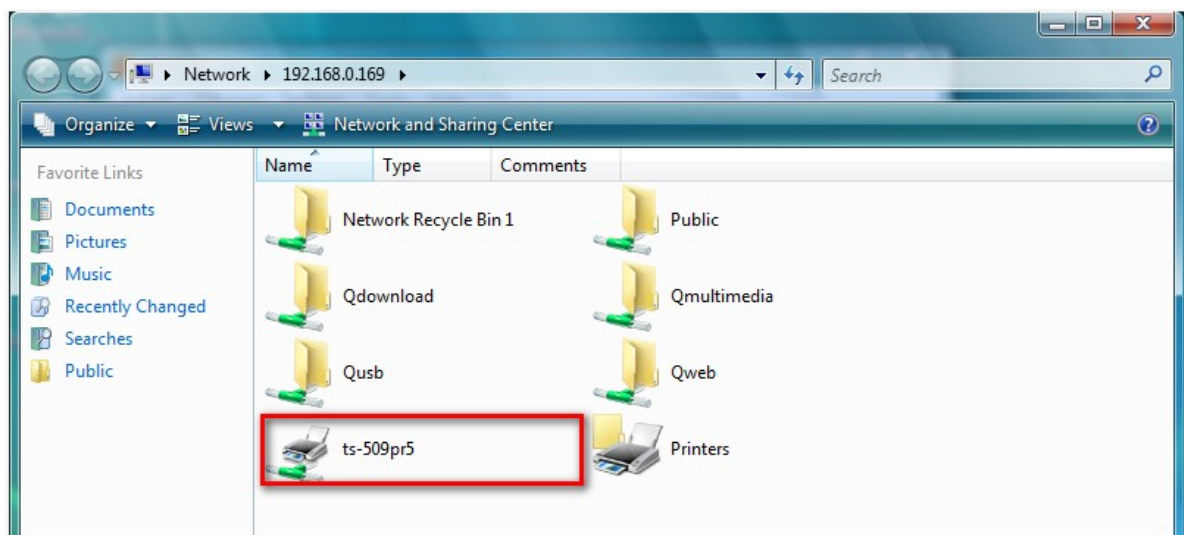 Network 192.168.0.169
Search
Organize Views Network and Sharing Center
Favorite Links
Documents
Pictures
Music
Recently Changed
Searches
Public
Name Type Comments
Network Recycle Bin 1 Public
Qdownload Qmultimedia
Qusb Qweb
ts-509pr5 Printers